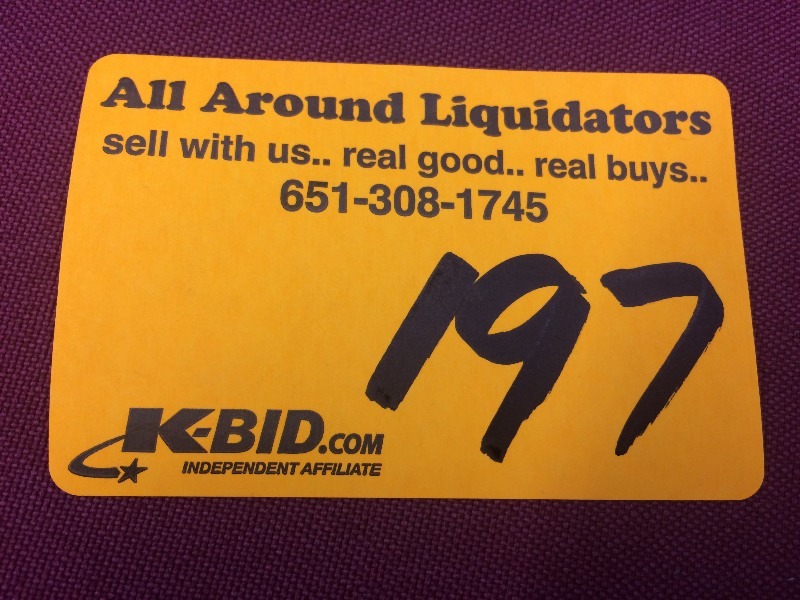 All Around Liquidators
sell with us.. real good.. real buys..
651-308-1745
197
K-BID.COM
INDEPENDENT AFFILIATE